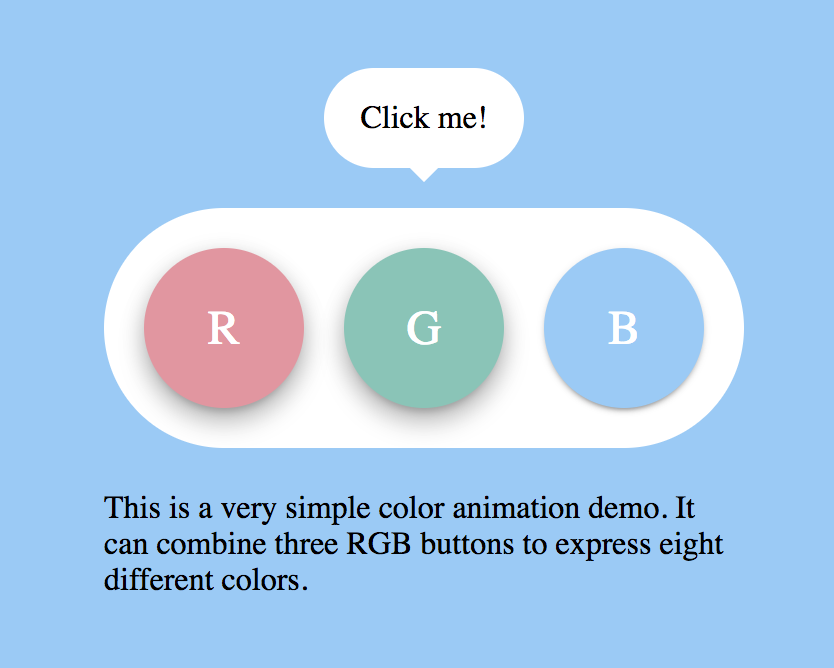 Click me!
R G B
This is a very simple color animation demo. It
can combine three RGB buttons to express eight
different colors.